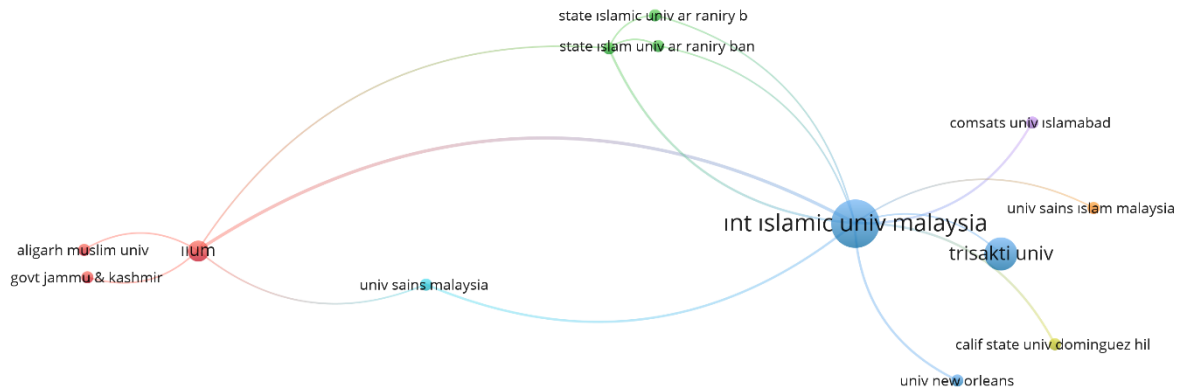 state ıslamic univ ar raniry b
state ıslam univ ar raniry ban
comsats univ ıslamabad
univ sains ıslam malaysia
ınt ıslamic univ malaysia
aligarh muslim univ
ııum
trisakti univ
govt jammu & kashmir
univ sains malaysia
calif state univ dominguez hil
univ new orleans